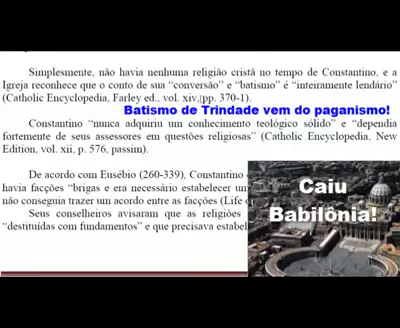 Simplesmente, não havia nenhuma religião cristã no tempo de Constantino, e a
Igreja reconhece que o conto de sua “conversão” e “batismo” é “inteiramente lendário”
(Catholic Encyclopedia, Farley ed., vol. xiv, pp. 370-1).
Batismo de Trindade vem do paganismo!
Constantino “nunca adquiriu um conhecimento teológico sólido” e “dependia
fortemente de seus assessores em questões religiosas” (Catholic Encyclopedia, New
Edition, vol. xii, p. 576, passim).
De acordo com Eusébio (260-339), Constantino
havia facções “brigas e era necessário estabelecer um
não conseguia trazer um acordo entre as facções (Life
Seus conselheiros avisaram que as religiões
“destituídas com fundamentos” e que precisava estabel
Caiu
Babilônia!